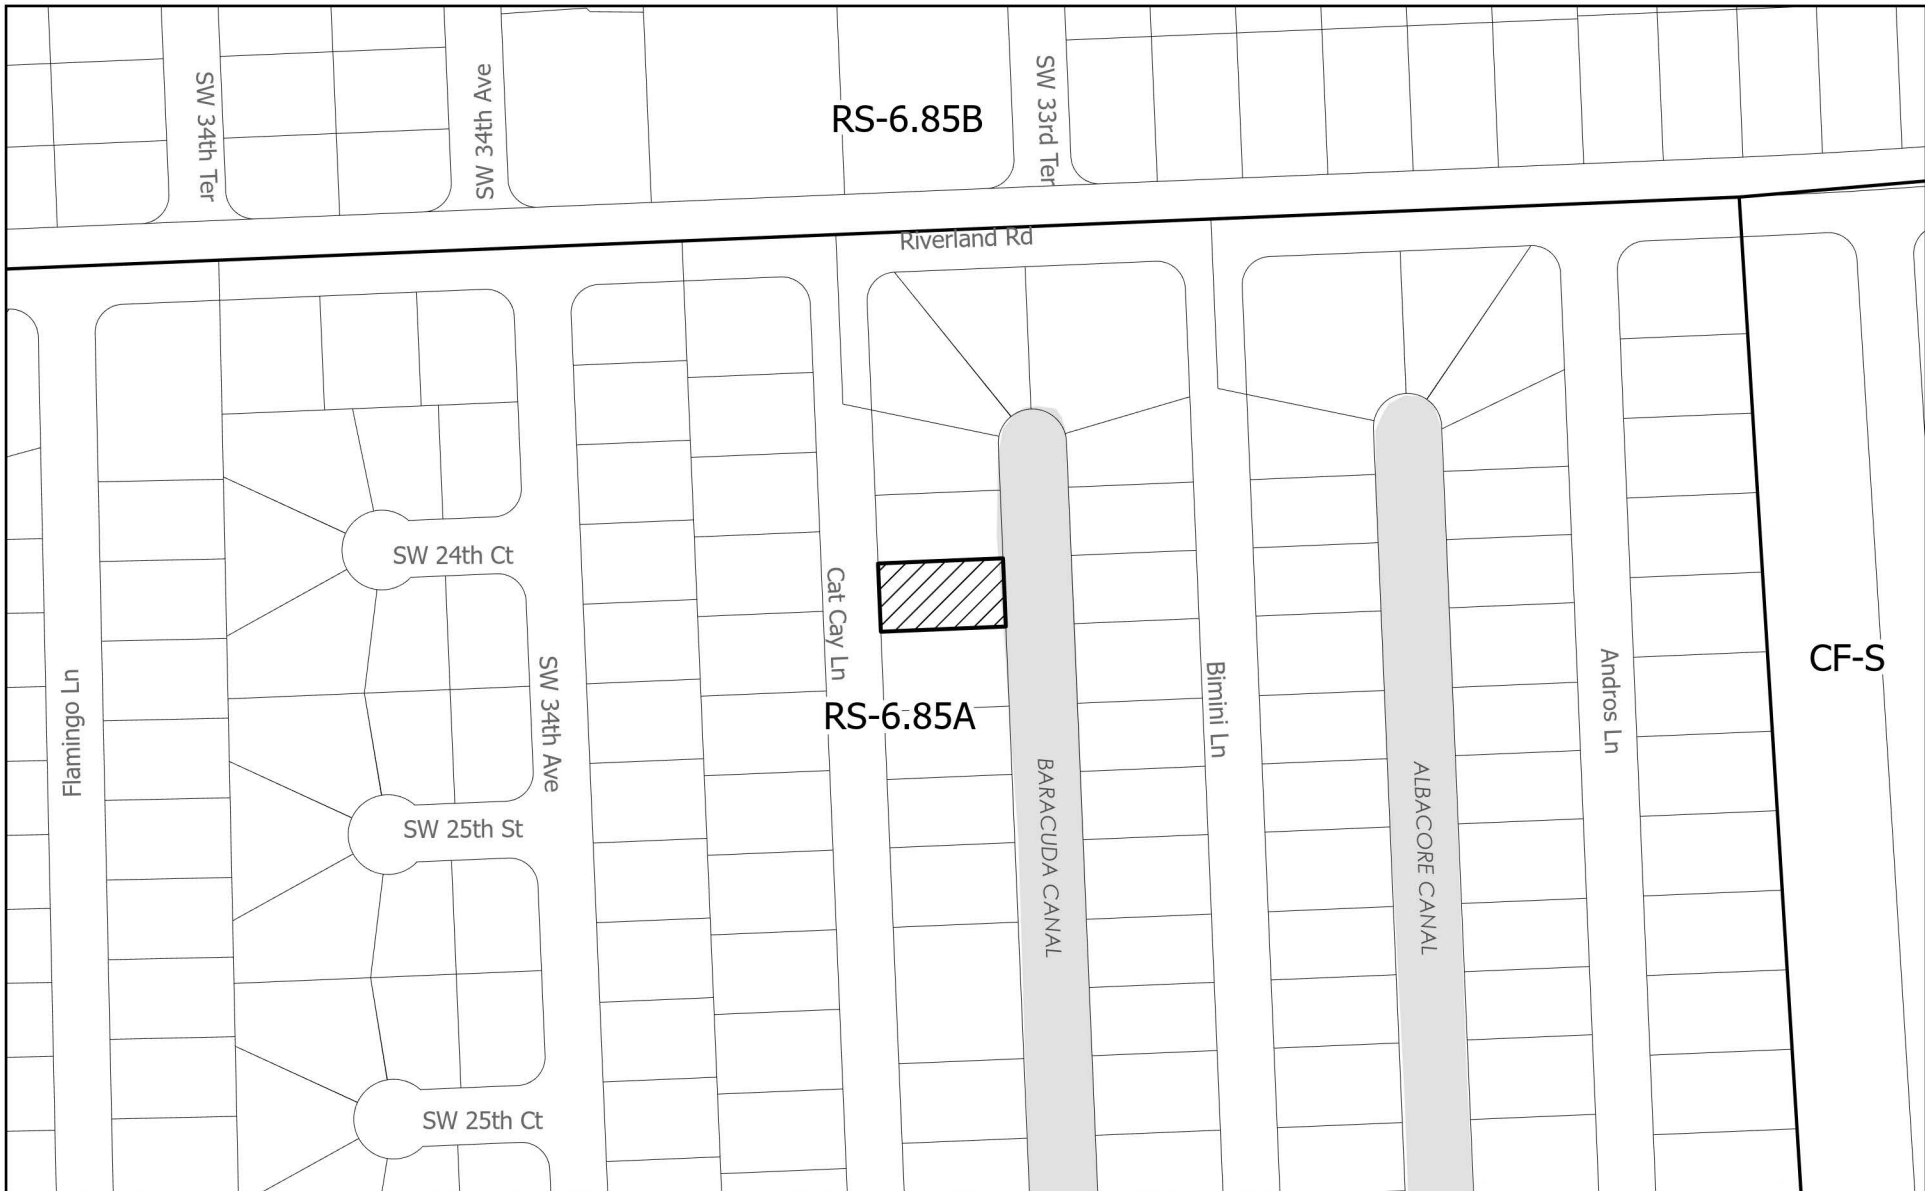 SW 34th Ter
SW 34th Ave
RS-6.85B
SW 33rd Ter
Riverland Rd
SW 24th Ct
Cat Cay Ln
CF-S
Flamingo Ln
SW 34th Ave
Bimini Ln
Andros Ln
RS-6.85A
SW 25th St
BARACUDA CANAL
ALBACORE CANAL
SW 25th Ct